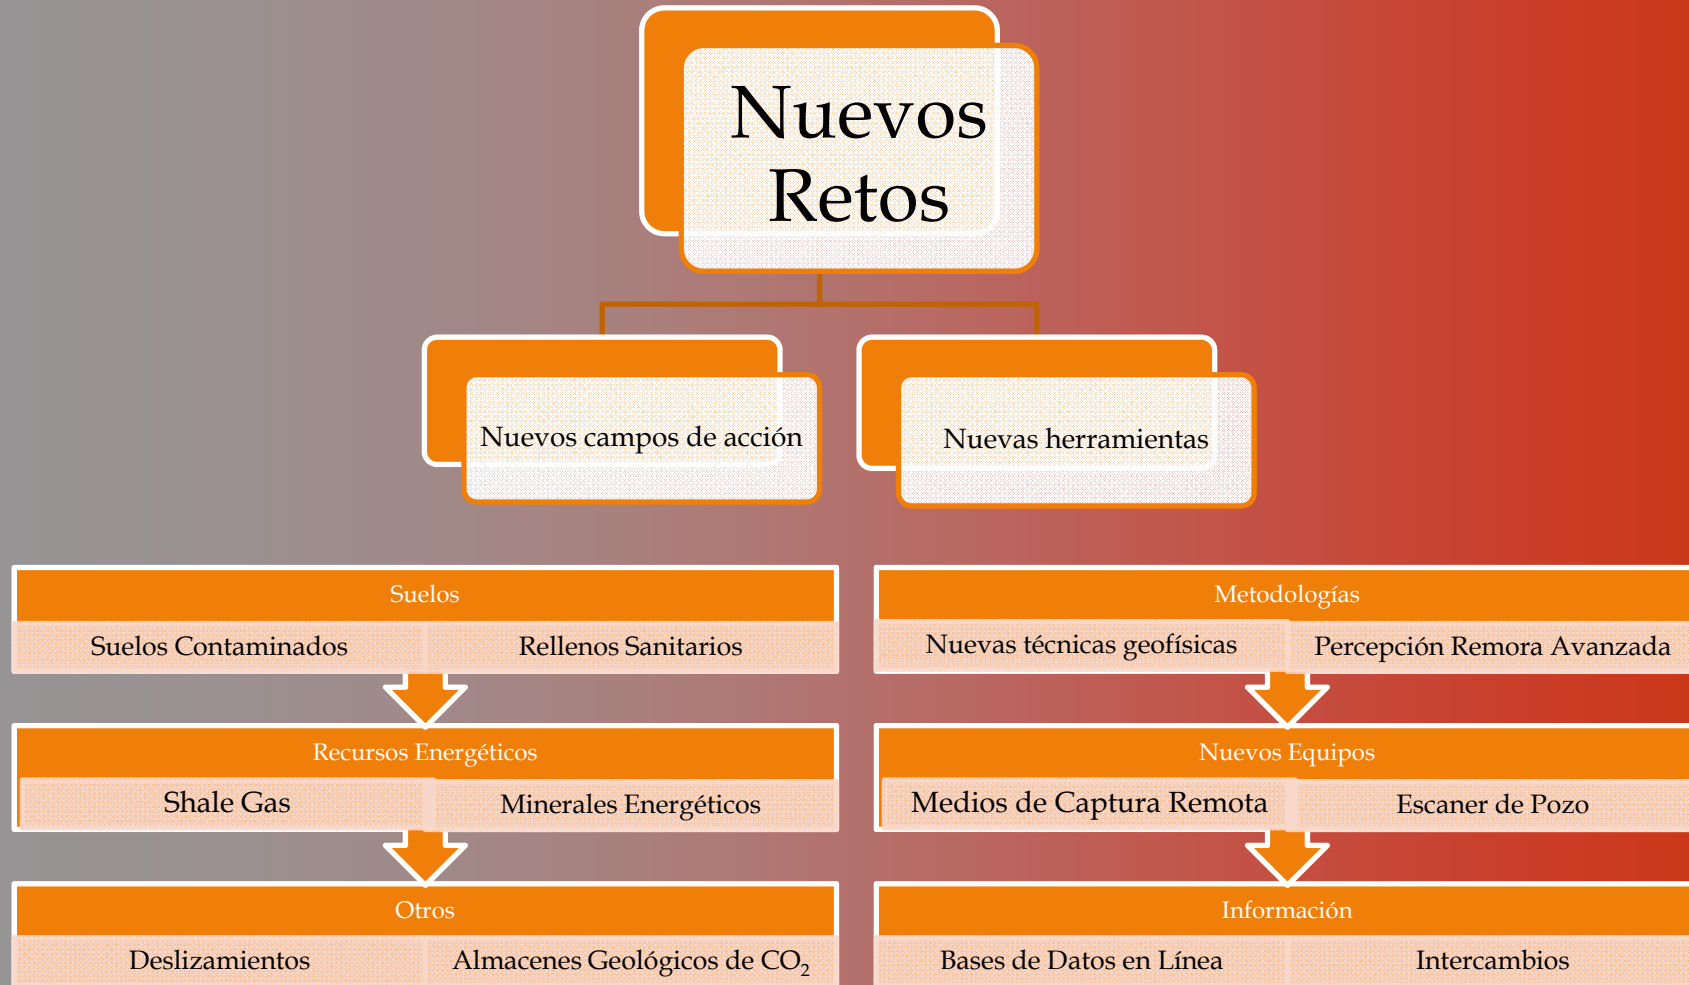 Nuevos
Retos
Nuevos campos de acción
Nuevas herramientas
Suelos
Suelos Contaminados
Rellenos Sanitarios
Recursos Energéticos
Shale Gas
Minerales Energéticos
Otros
Deslizamientos
Almacenes Geológicos de CO₂
Metodologías
Nuevas técnicas geofísicas
Percepción Remora Avanzada
Nuevos Equipos
Medios de Captura Remota
Escaner de Pozo
Información
Bases de Datos en Línea
Intercambios